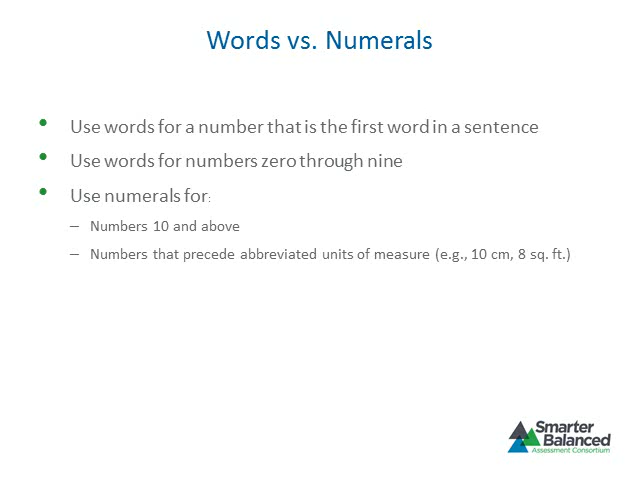 Words vs. Numerals
• Use words for a number that is the first word in a sentence
• Use words for numbers zero through nine
• Use numerals for:
– Numbers 10 and above
– Numbers that precede abbreviated units of measure (e.g., 10 cm, 8 sq. ft.)
Smarter
Balanced
Assessment Consortium